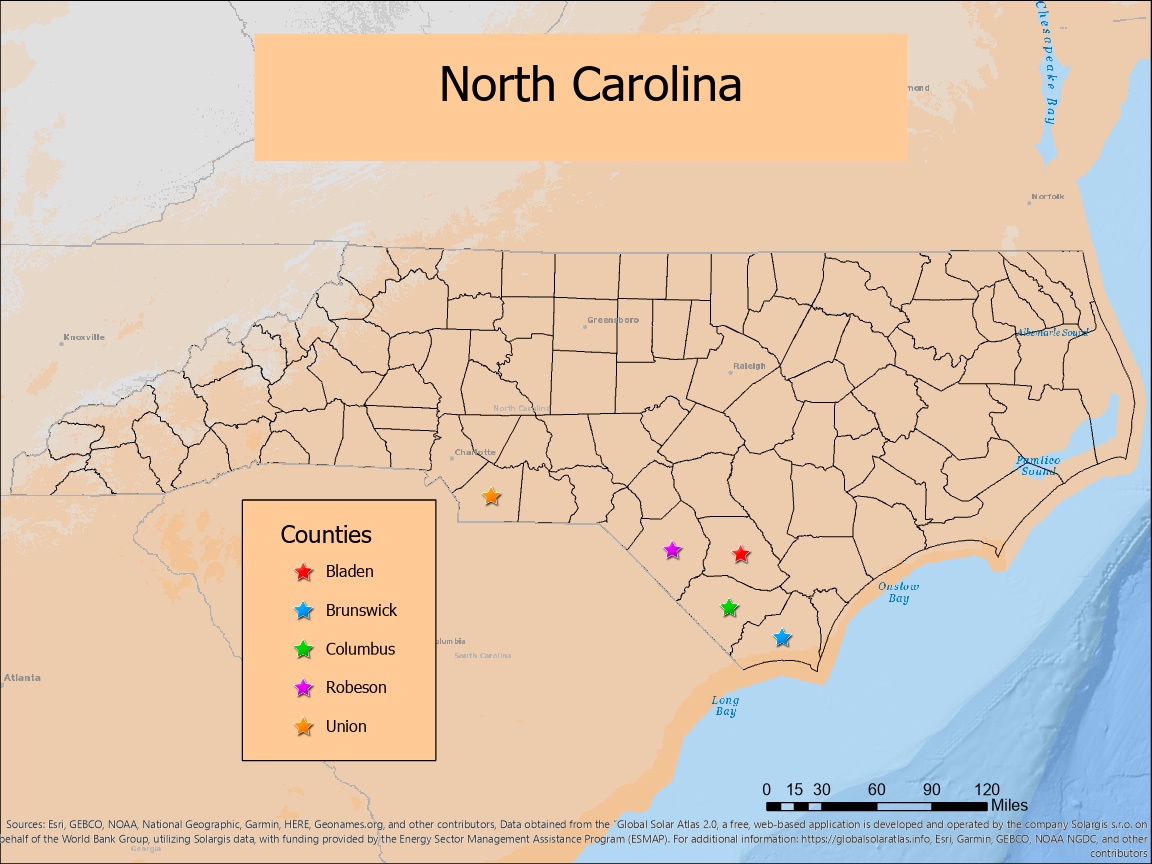 Chesapeake Bay
North Carolina
mond
Norfolk
Greensboro
Albemarle Sound
Knoxville
Raleigh
North Carolina
Charlotte
Pamlico
Sound
Counties
Bladen
Brunswick
Columbus
Robeson
Union
Onslow
Bay
olumbia
South Carolina
Atlanta
Long
Bay
0 15 30 60 90 120
Miles
Sources: Esri, GEBCO, NOAA, National Geographic, Garmin, HERE, Geonames.org, and other contributors, Data obtained from the "Global Solar Atlas 2.0, a free, web-based application is developed and operated by the company Solargis s.r.o. on
behalf of the World Bank Group, utilizing Solargis data, with funding provided by the Energy Sector Management Assistance Program (ESMAP). For additional information: https://globalsolaratlas.info, Esri, Garmin, GEBCO, NOAA NGDC, and other
contributors
Georgia